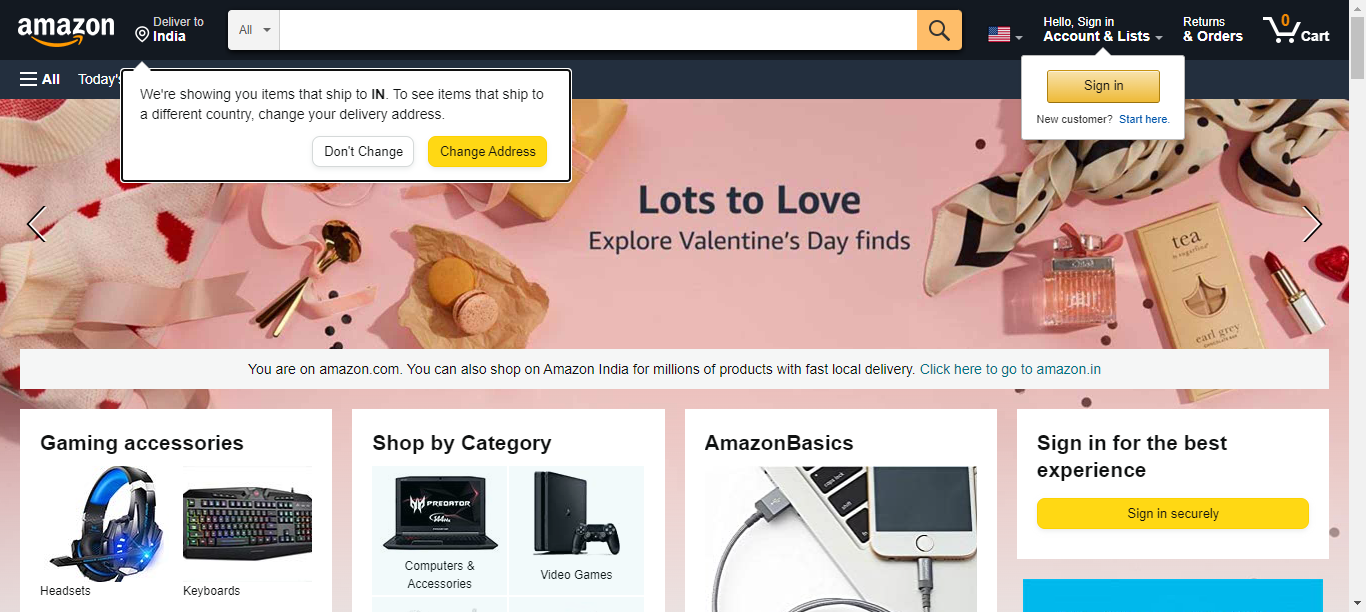 amazon
Deliver to
India
All
Hello, Sign in
Account & Lists
Returns
& Orders
0
Cart
All
Today's
We're showing you items that ship to IN. To see items that ship to
a different country, change your delivery address.
Don't Change
Change Address
Sign in
New customer? Start here.
Lots to Love
Explore Valentine's Day finds
tea
earl grey
You are on amazon.com. You can also shop on Amazon India for millions of products with fast local delivery. Click here to go to amazon.in
Gaming accessories
Headsets
Keyboards
Shop by Category
PREDATOR
Computers &
Accessories
Video Games
AmazonBasics
Sign in for the best
experience
Sign in securely